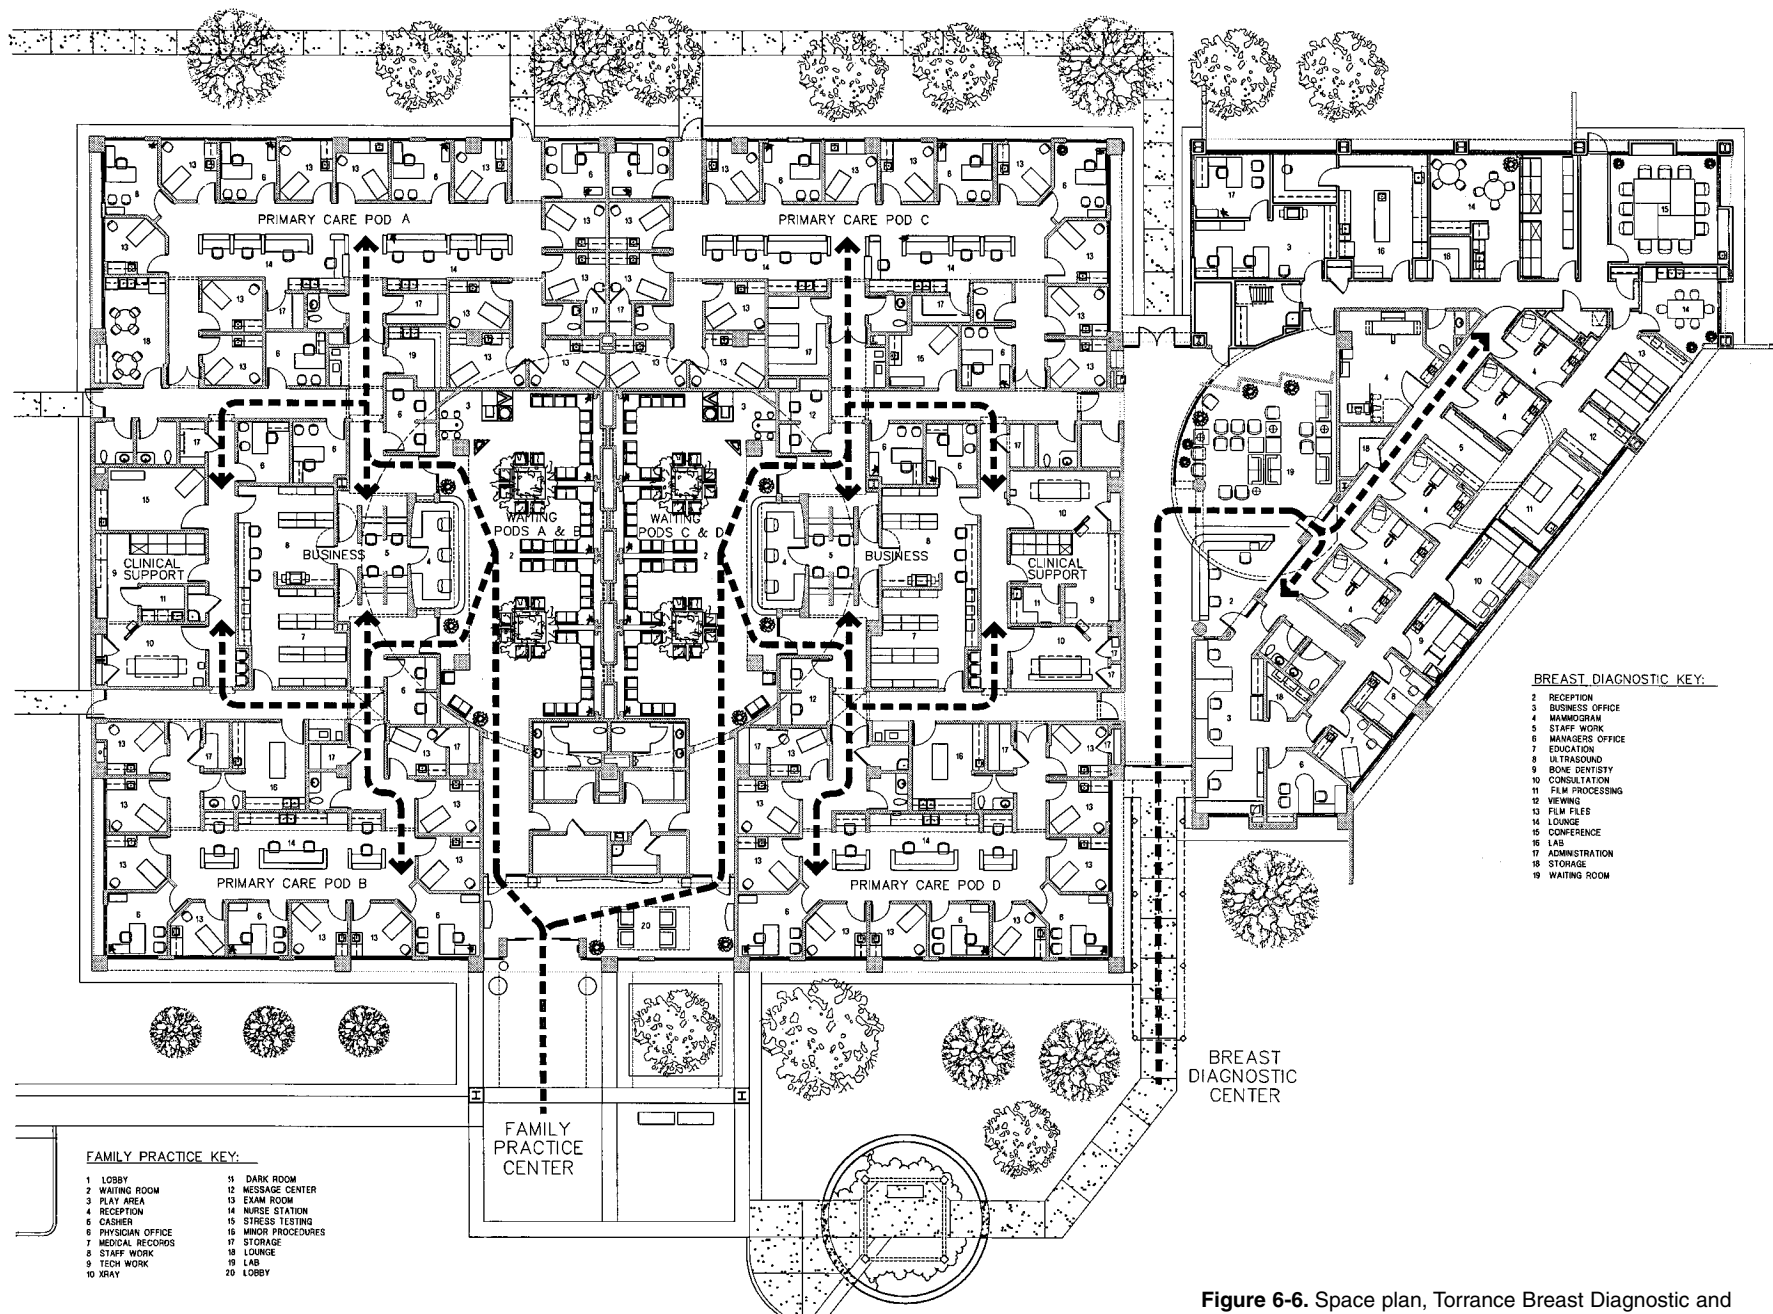 PRIMARY CARE POD A
PRIMARY CARE POD C
WAITING
PODS A & B
WAITING
PODS C & D
BUSINESS
BUSINESS
CLINICAL
SUPPORT
CLINICAL
SUPPORT
PRIMARY CARE POD B
PRIMARY CARE POD D
FAMILY
PRACTICE
CENTER
BREAST
DIAGNOSTIC
CENTER
BREAST DIAGNOSTIC KEY:
2 RECEPTION
3 BUSINESS OFFICE
4 MAMMOGRAM
5 STAFF WORK
6 MANAGERS OFFICE
7 EDUCATION
8 ULTRASOUND
9 BONE DENTISTY
10 CONSULTATION
11 FILM PROCESSING
12 VIEWING
13 FILM FILES
14 LOUNGE
15 CONFERENCE
16 LAB
17 ADMINISTRATION
18 STORAGE
19 WAITING ROOM
FAMILY PRACTICE KEY:
1 LOBBY
2 WAITING ROOM
3 PLAY AREA
4 RECEPTION
5 CASHIER
6 PHYSICIAN OFFICE
7 MEDICAL RECORDS
8 STAFF WORK
9 TECH WORK
10 XRAY
11 DARK ROOM
12 MESSAGE CENTER
13 EXAM ROOM
14 NURSE STATION
15 STRESS TESTING
16 MINOR PROCEDURES
17 STORAGE
18 LOUNGE
19 LAB
20 LOBBY
Figure 6-6. Space plan, Torrance Breast Diagnostic and